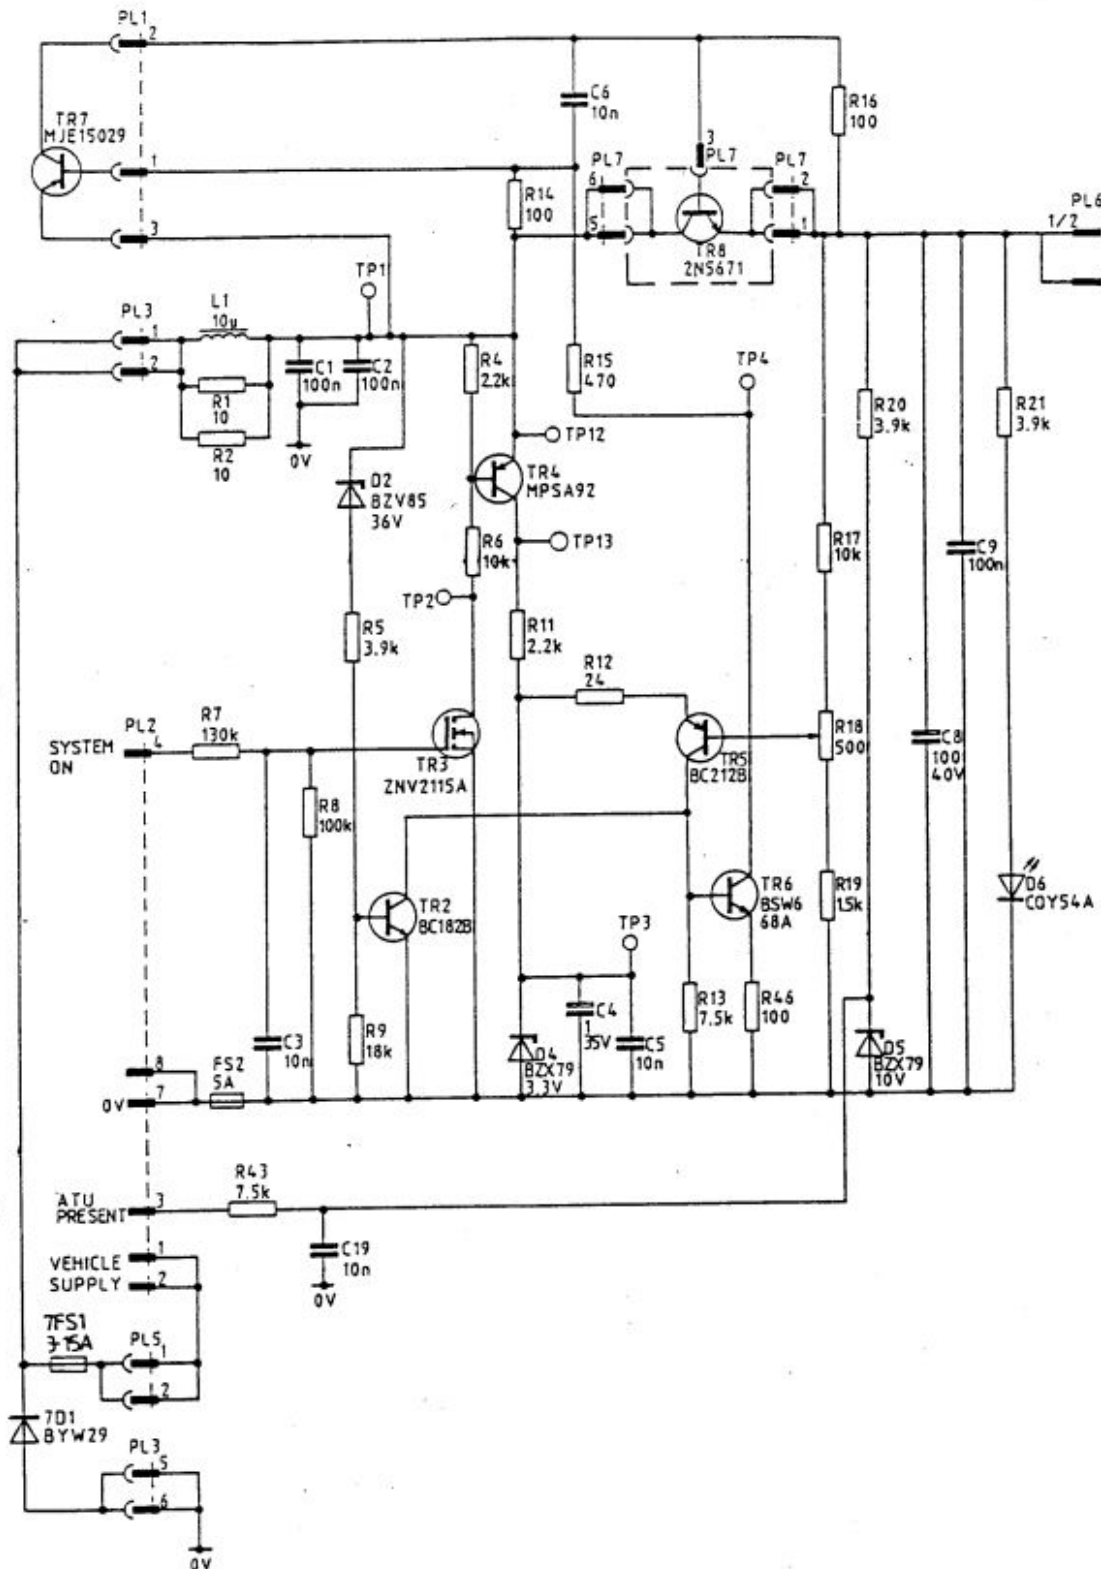 PL1
2
TR7
MJE15029
1
3
C6
10n
R14
100
PL7
6
5
3
PL7
TR8
2N5671
PL7
2
1
R16
100
PL6
1/2
TP1
PL3
1
2
L1
10µ
R1
10
R2
10
C1
100n
C2
100n
0V
R4
2.2k
R15
470
TP4
TP12
TR4
MPSA92
D2
BZV85
36V
R6
10k
TP13
TP2
R5
3.9k
R11
2.2k
R12
24
R20
3.9k
R21
3.9k
R17
10k
C9
100n
PL2
SYSTEM
ON
4
R7
130k
TR3
ZNV2115A
R8
100k
TR5
BC212B
R18
500
C8
100
40V
TR2
BC182B
TR6
BSW6
68A
R19
1.5k
D6
CQY54A
TP3
C3
10n
R9
18k
D4
BZX79
3.3V
C4
1
35V
C5
10n
R13
7.5k
R46
100
D5
BZX79
10V
8
0V
7
FS2
5A
ATU
PRESENT
3
R43
7.5k
C19
10n
0V
VEHICLE
SUPPLY
1
2
7FS1
PL5
1
2
7D1
BYW29
PL3
5
6
0V